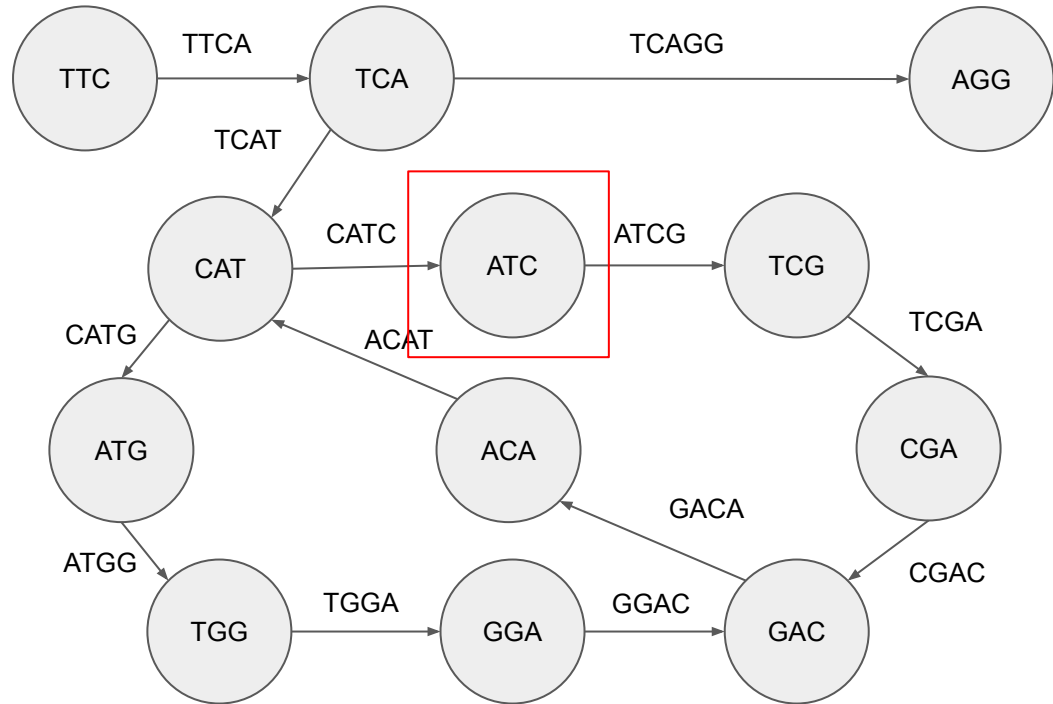 TTCA
TCAGG
TTC
TCA
AGG
TCAT
CATC
ATCG
CAT
ATC
TCG
CATG
ACAT
TCGA
ATG
ACA
CGA
GACA
ATGG
CGAC
TGGA
GGAC
TGG
GGA
GAC